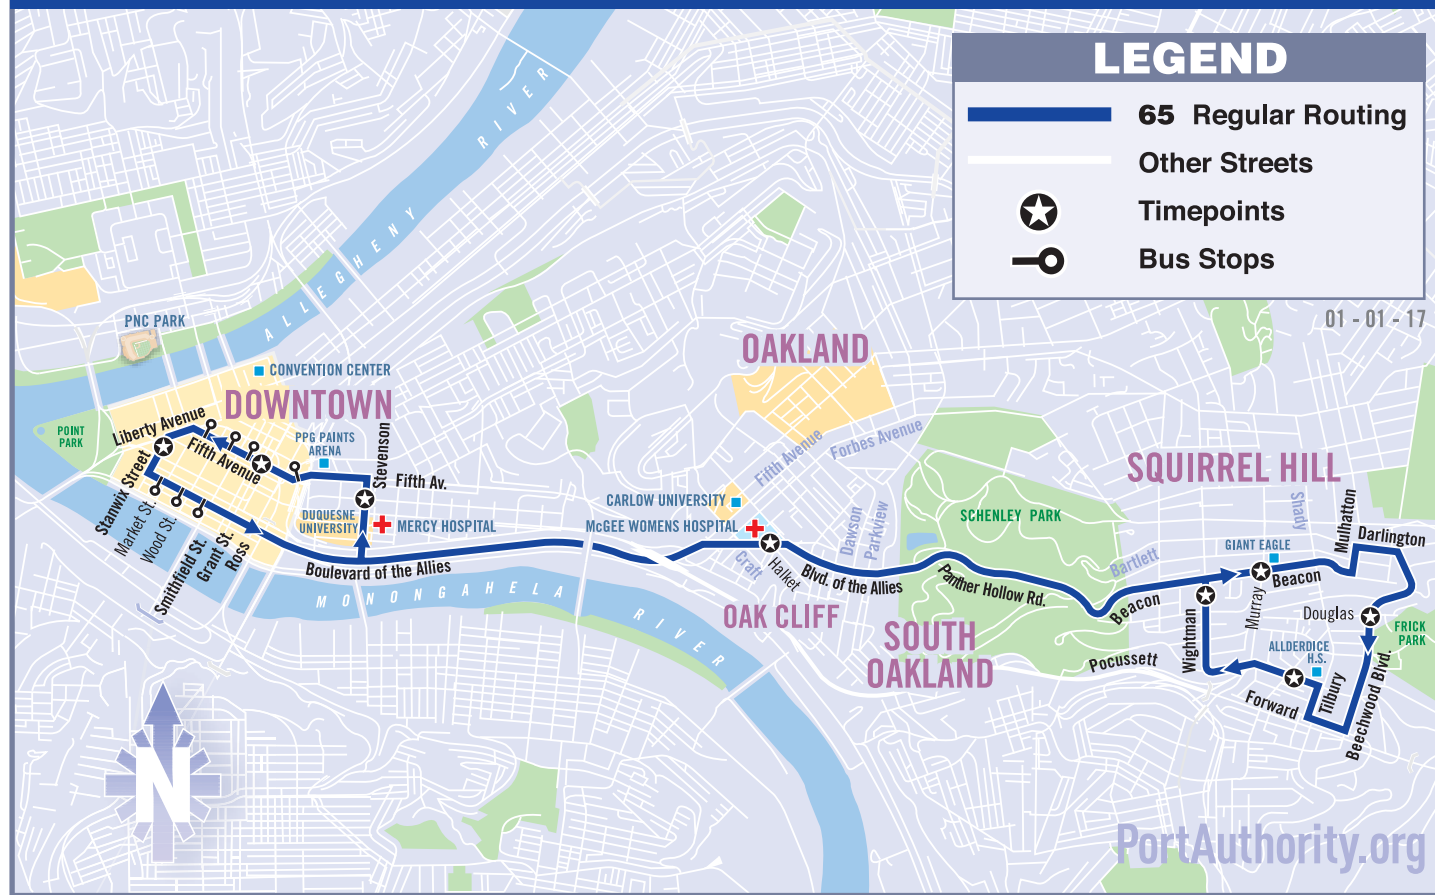 LEGEND
65 Regular Routing
Other Streets
Timepoints
Bus Stops
01 - 01 - 17
ALLEGHENY RIVER
PNC PARK
CONVENTION CENTER
OAKLAND
DOWNTOWN
POINT
PARK
Liberty Avenue
Fifth Avenue
PPG PAINTS
ARENA
Stevenson
Fifth Av.
Fifth Avenue
Forbes Avenue
SQUIRREL HILL
Stanwix Street
Market St.
Wood St.
Smithfield St.
Grant St.
Ross
DUQUESNE
UNIVERSITY
MERCY HOSPITAL
CARLOW UNIVERSITY
McGEE WOMENS HOSPITAL
Craft
Halket
Dawson
Parkview
SCHENLEY PARK
Shady
Mulhatton
Darlington
GIANT EAGLE
Bartlett
Boulevard of the Allies
Blvd. of the Allies
Panther Hollow Rd.
Beacon
Murray
Beacon
Douglas
FRICK
PARK
MONONGAHELA RIVER
OAK CLIFF
SOUTH
OAKLAND
Pocussett
Wightman
ALLDERDICE
H.S.
Forward
Tilbury
Beechwood Blvd.
N
PortAuthority.org